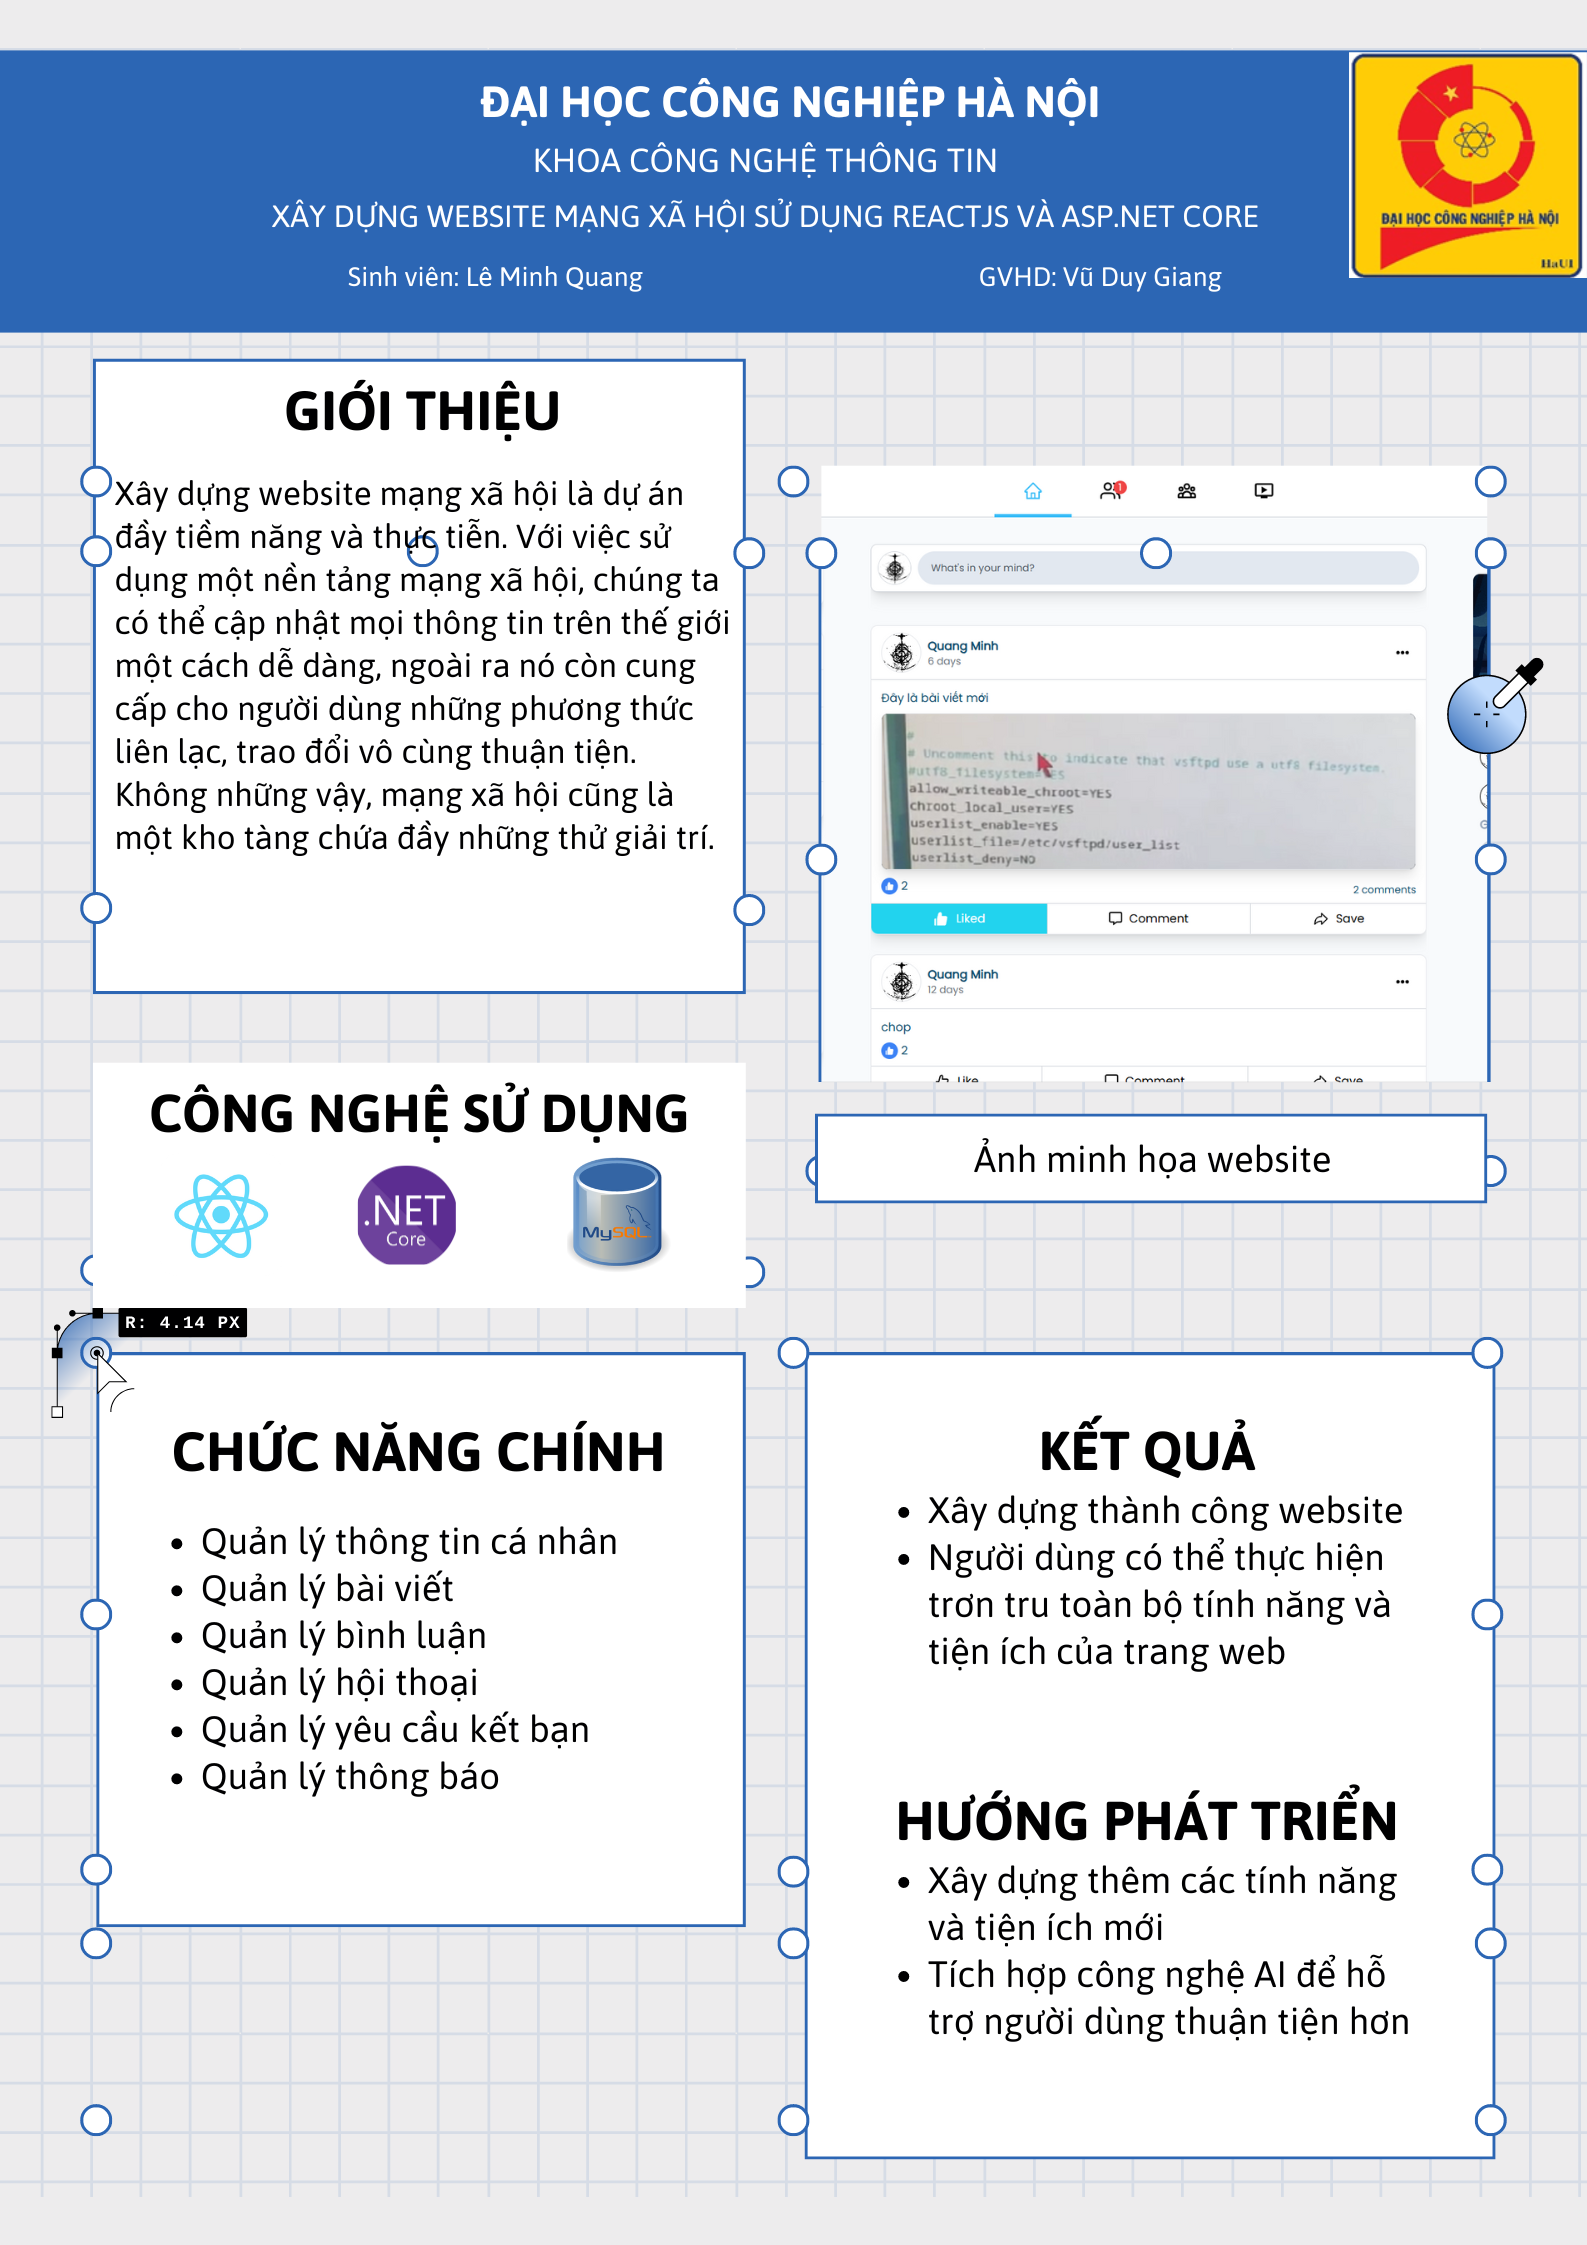 ĐẠI HỌC CÔNG NGHIỆP HÀ NỘI
KHOA CÔNG NGHỆ THÔNG TIN
XÂY DỰNG WEBSITE MẠNG XÃ HỘI SỬ DỤNG REACTJS VÀ ASP.NET CORE
Sinh viên: Lê Minh Quang
GVHD: Vũ Duy Giang
ĐẠI HỌC CÔNG NGHIỆP HÀ NỘI
HaUI
GIỚI THIỆU
Xây dựng website mạng xã hội là dự án
đầy tiềm năng và thực tiễn. Với việc sử
dụng một nền tảng mạng xã hội, chúng ta
có thể cập nhật mọi thông tin trên thế giới
một cách dễ dàng, ngoài ra nó còn cung
cấp cho người dùng những phương thức
liên lạc, trao đổi vô cùng thuận tiện.
Không những vậy, mạng xã hội cũng là
một kho tàng chứa đầy những thử giải trí.
1
What's in your mind?
Quang Minh
6 days
Đây là bài viết mới
#
# Uncomment this to indicate that vsftpd use a utf8 filesystem.
#utf8_filesystem=YES
allow_writeable_chroot=YES
chroot_local_user=YES
userlist_enable=YES
userlist_file=/etc/vsftpd/user_list
userlist_deny=NO
2
2 comments
Liked
Comment
Save
Quang Minh
12 days
chop
2
Like
Comment
Save
Ảnh minh họa website
CÔNG NGHỆ SỬ DỤNG
.NET
Core
MySQL
R: 4.14 PX
CHỨC NĂNG CHÍNH
• Quản lý thông tin cá nhân
• Quản lý bài viết
• Quản lý bình luận
• Quản lý hội thoại
• Quản lý yêu cầu kết bạn
• Quản lý thông báo
KẾT QUẢ
• Xây dựng thành công website
• Người dùng có thể thực hiện
trơn tru toàn bộ tính năng và
tiện ích của trang web
HƯỚNG PHÁT TRIỂN
• Xây dựng thêm các tính năng
và tiện ích mới
• Tích hợp công nghệ AI để hỗ
trợ người dùng thuận tiện hơn